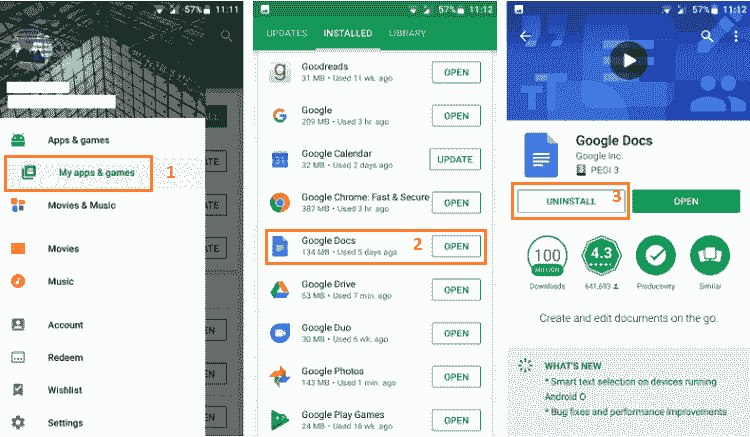 57% 11:11
My apps & games
Apps & games
1
Movies & Music
Movies
Music
Account
Redeem
Wishlist
Settings
57% 11:12
UPDATES INSTALLED LIBRARY
Goodreads
31 MB • Used 11 wk. ago
OPEN
Google
209 MB • Used 3 hr. ago
OPEN
Google Calendar
32 MB • Used 2 days ago
UPDATE
Google Chrome: Fast & Secure
387 MB • Used 3 hr. ago
OPEN
Google Docs
134 MB • Used 5 days ago
2
OPEN
Google Drive
63 MB • Used 7 min. ago
OPEN
Google Duo
30 MB • Used 6 wk. ago
OPEN
Google Photos
143 MB • Used 1 min. ago
OPEN
Google Play Games
24 MB • Used 16 wk. ago
OPEN
57% 11:12
Google Docs
Google Inc.
PEGI 3
UNINSTALL
3
OPEN
100
MILLION
Downloads
4.3
641,693
Productivity
Similar
Create and edit documents on the go.
WHAT'S NEW
* Smart text selection on devices running
Android O
* Bug fixes and performance improvements